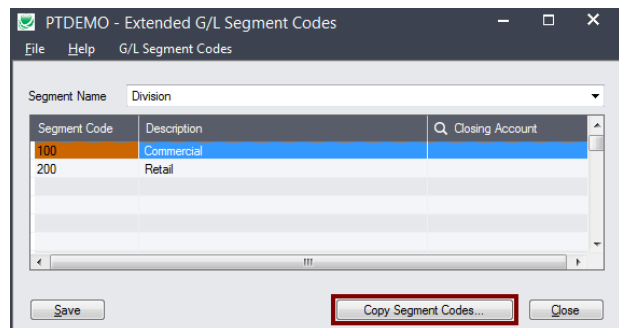 PTDEMO - Extended G/L Segment Codes
File Help G/L Segment Codes
Segment Name Division
Segment Code Description Closing Account
100 Commercial
200 Retail
Save Copy Segment Codes... Close